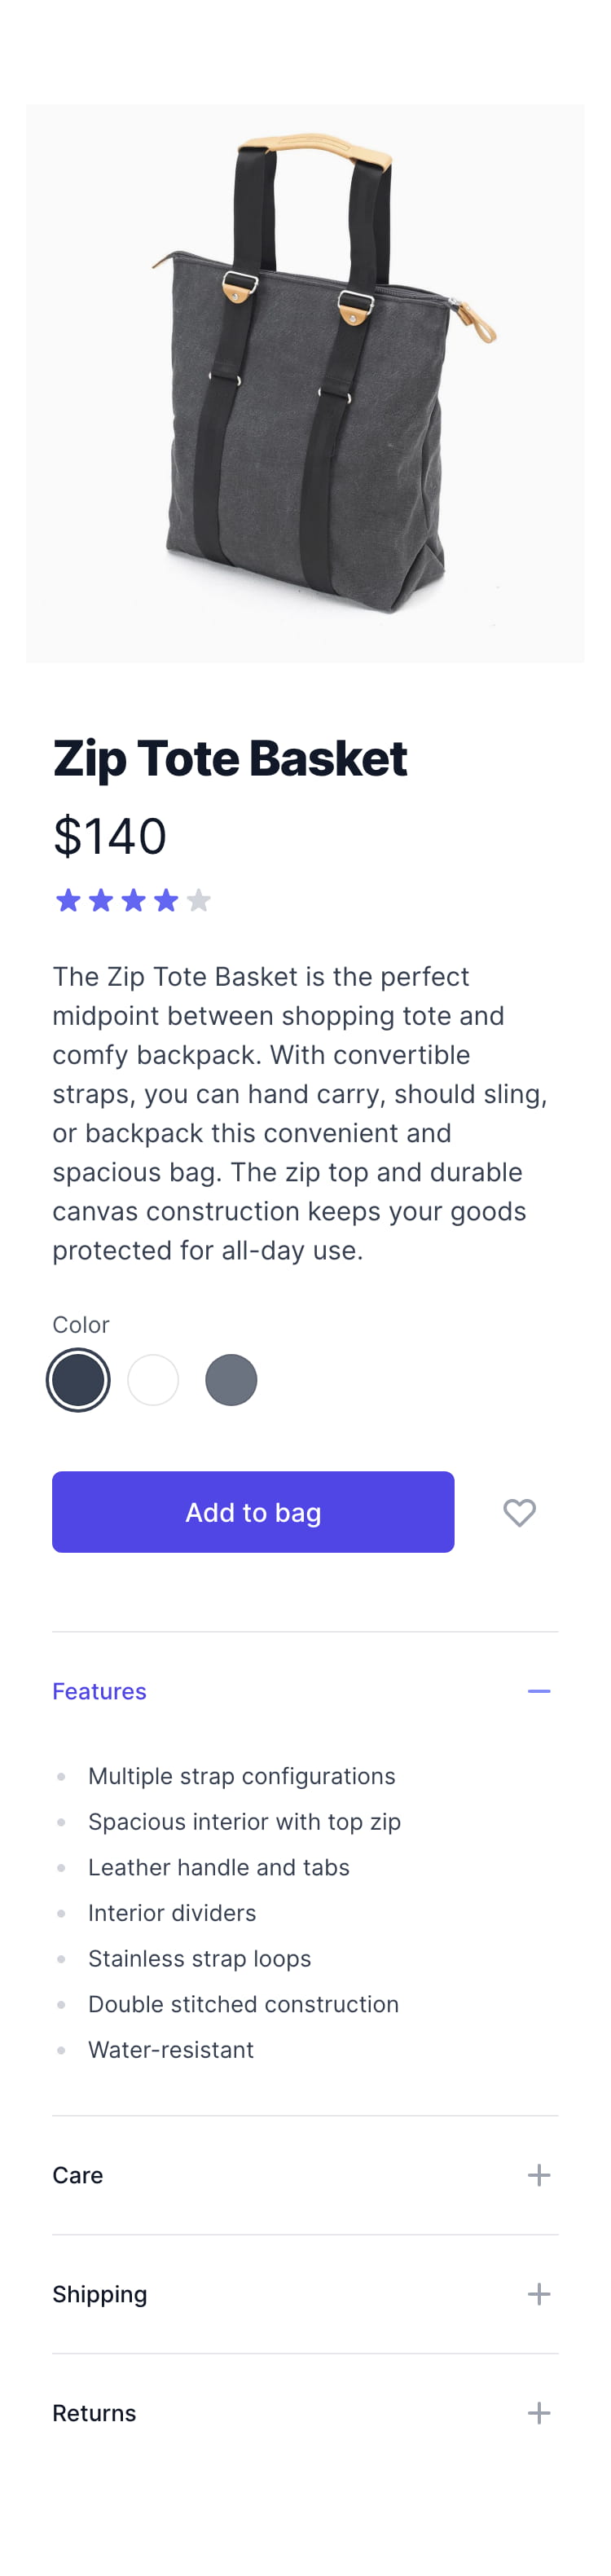 Zip Tote Basket
$140
The Zip Tote Basket is the perfect
midpoint between shopping tote and
comfy backpack. With convertible
straps, you can hand carry, should sling,
or backpack this convenient and
spacious bag. The zip top and durable
canvas construction keeps your goods
protected for all-day use.
Color
Add to bag
Features
Multiple strap configurations
Spacious interior with top zip
Leather handle and tabs
Interior dividers
Stainless strap loops
Double stitched construction
Water-resistant
Care
Shipping
Returns